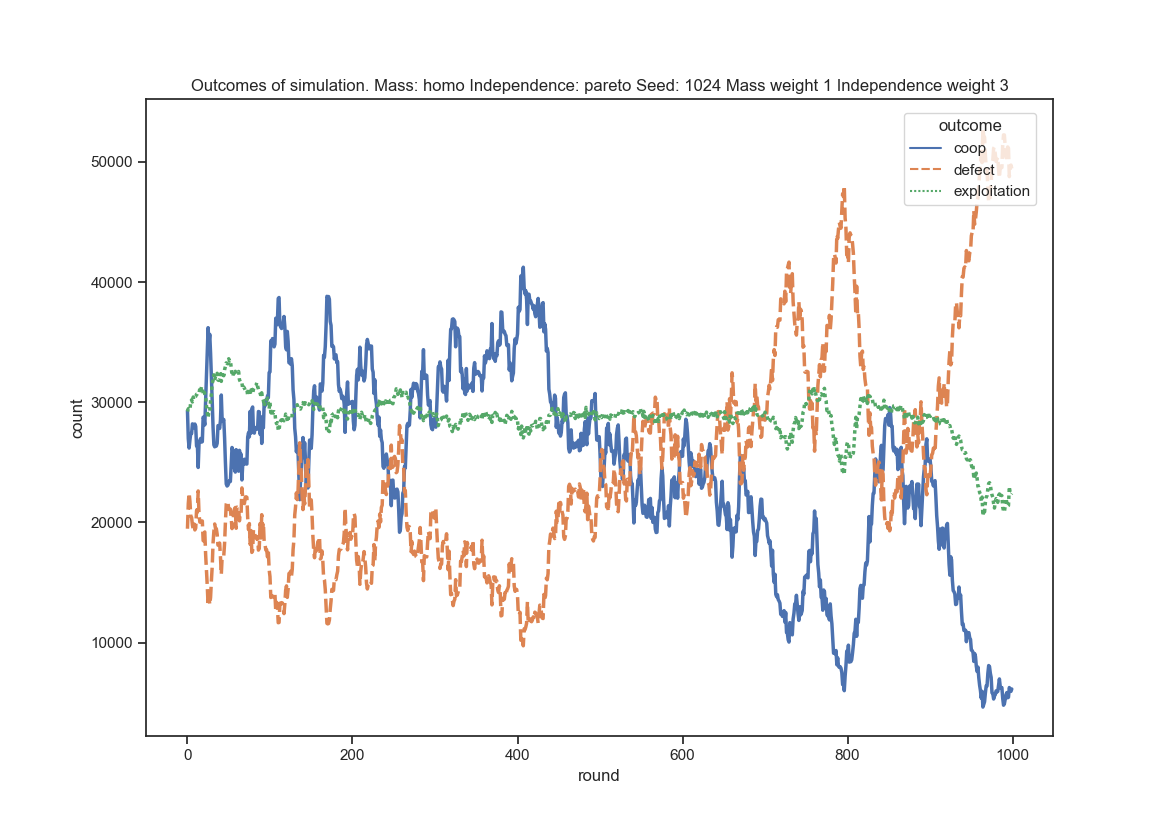 Outcomes of simulation. Mass: homo Independence: pareto Seed: 1024 Mass weight 1 Independence weight 3
outcome
coop
defect
exploitation
50000
40000
30000
20000
10000
count
0 200 400 600 800 1000
round